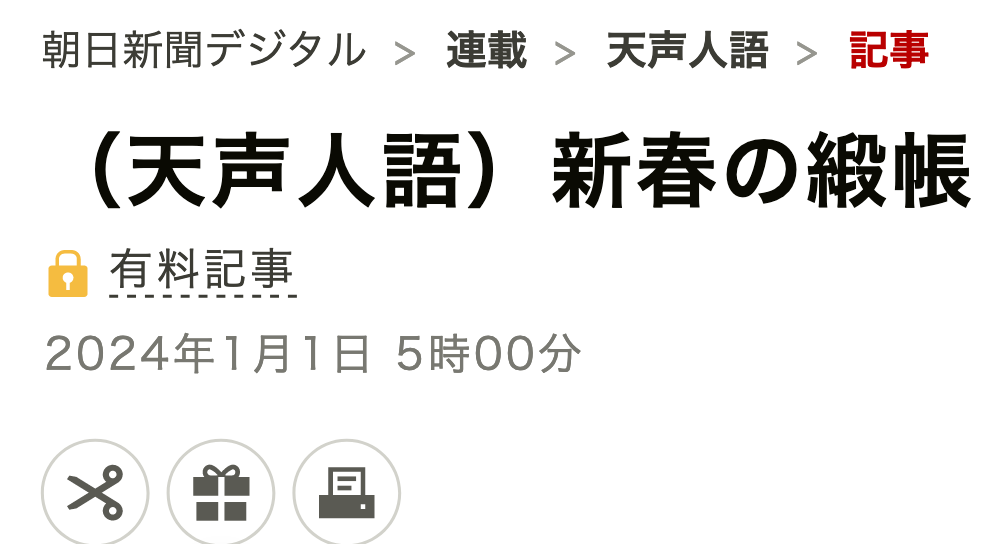 朝日新聞デジタル > 連載 > 天声人語 > 記事
（天声人語）新春の緞帳
有料記事
2024年1月1日 5時00分